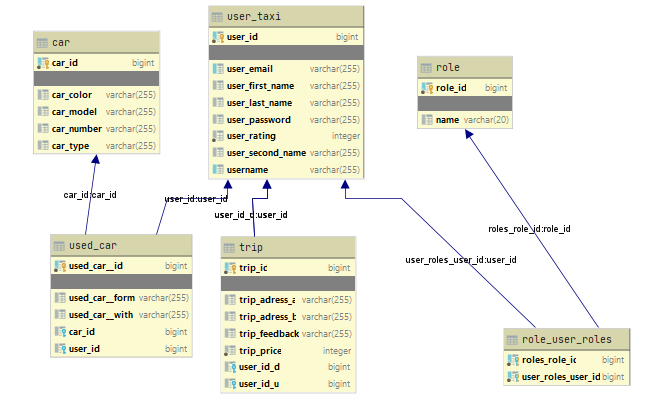 user_taxi
user_id bigint
user_email varchar(255)
user_first_name varchar(255)
user_last_name varchar(255)
user_password varchar(255)
user_rating integer
user_second_name varchar(255)
username varchar(255)
car
car_id bigint
car_color varchar(255)
car_model varchar(255)
car_number varchar(255)
car_type varchar(255)
role
role_id bigint
name varchar(20)
car_id:car_id
user_id:user_id
user_id_d:user_id
roles_role_id:role_id
user_roles_user_id:user_id
used_car
used_car__id bigint
used_car__form varchar(255)
used_car__with varchar(255)
car_id bigint
user_id bigint
trip
trip_ic bigint
trip_adress_a varchar(255)
trip_adress_b varchar(255)
trip_feedback varchar(255)
trip_price integer
user_id_d bigint
user_id_u bigint
role_user_roles
roles_role_ic bigint
user_roles_user_id bigint